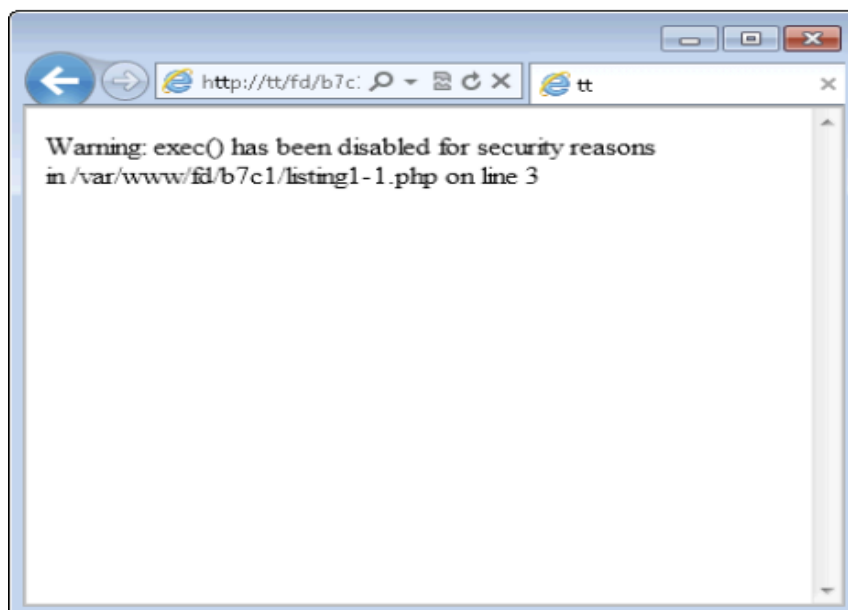 http://tt/fd/b7c
tt
Warning: exec() has been disabled for security reasons
in /var/www/fd/b7c1/listing1-1.php on line 3